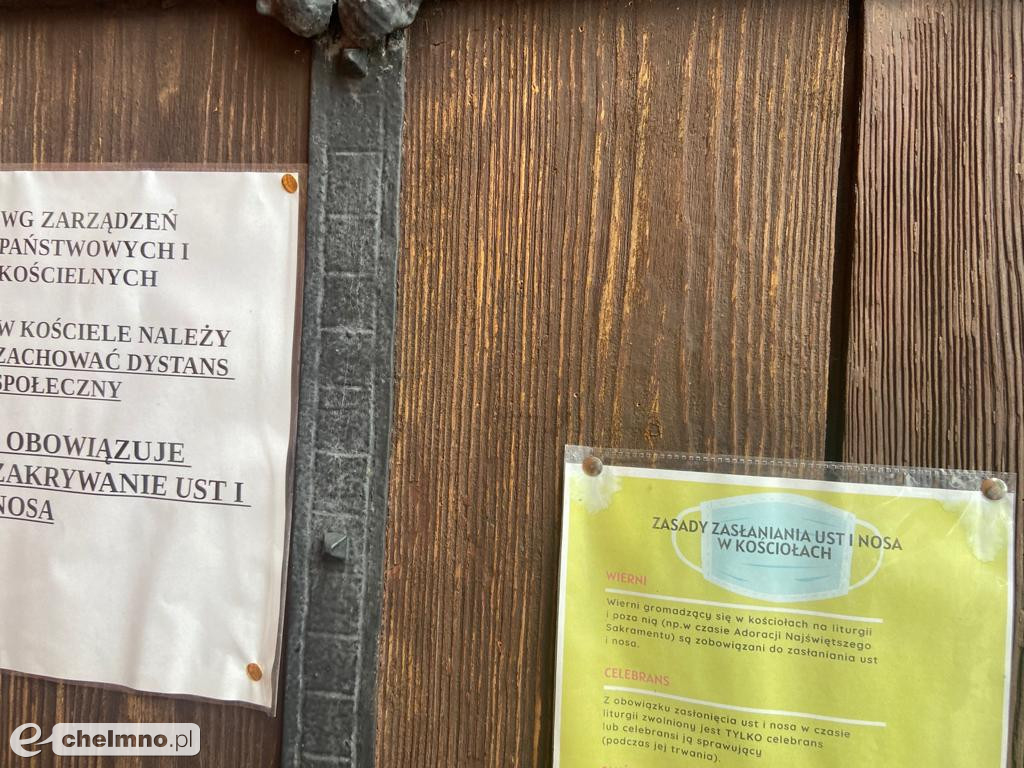 WG ZARZĄDZEŃ
PAŃSTWOWYCH I
KOŚCIELNYCH
W KOŚCIELE NALEŻY
ZACHOWAĆ DYSTANS
SPOŁECZNY
OBOWIĄZUJE
ZAKRYWANIE UST I
NOSA
ZASADY ZASŁANIANIA UST I NOSA
W KOŚCIOŁACH
WIERNI
Wierni gromadzący się w kościołach na liturgii
i poza nią (np.w czasie Adoracji Najświętszego
Sakramentu) są zobowiązani do zasłaniania ust
i nosa.
CELEBRANS
Z obowiązku zasłonięcia ust i nosa w czasie
liturgii zwolniony jest TYLKO celebrans
lub celebransi ją sprawujący
(podczas jej trwania).
e chelmno.pl